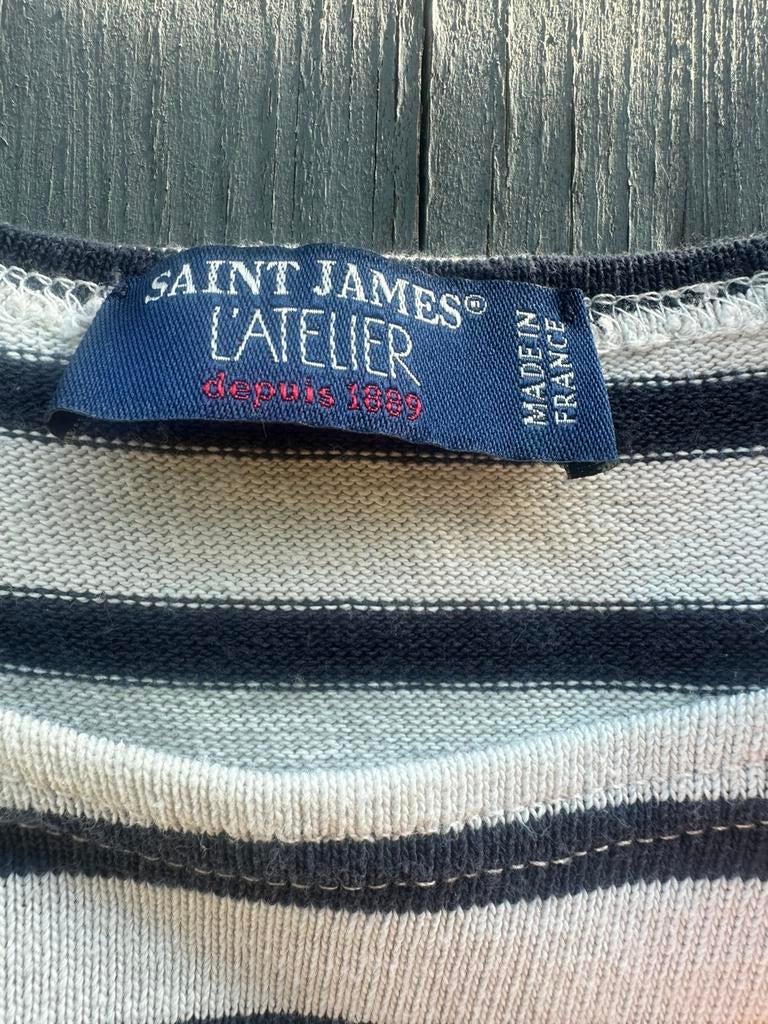 SAINT JAMES®
L'ATELIER
depuis 1889
MADE IN
FRANCE